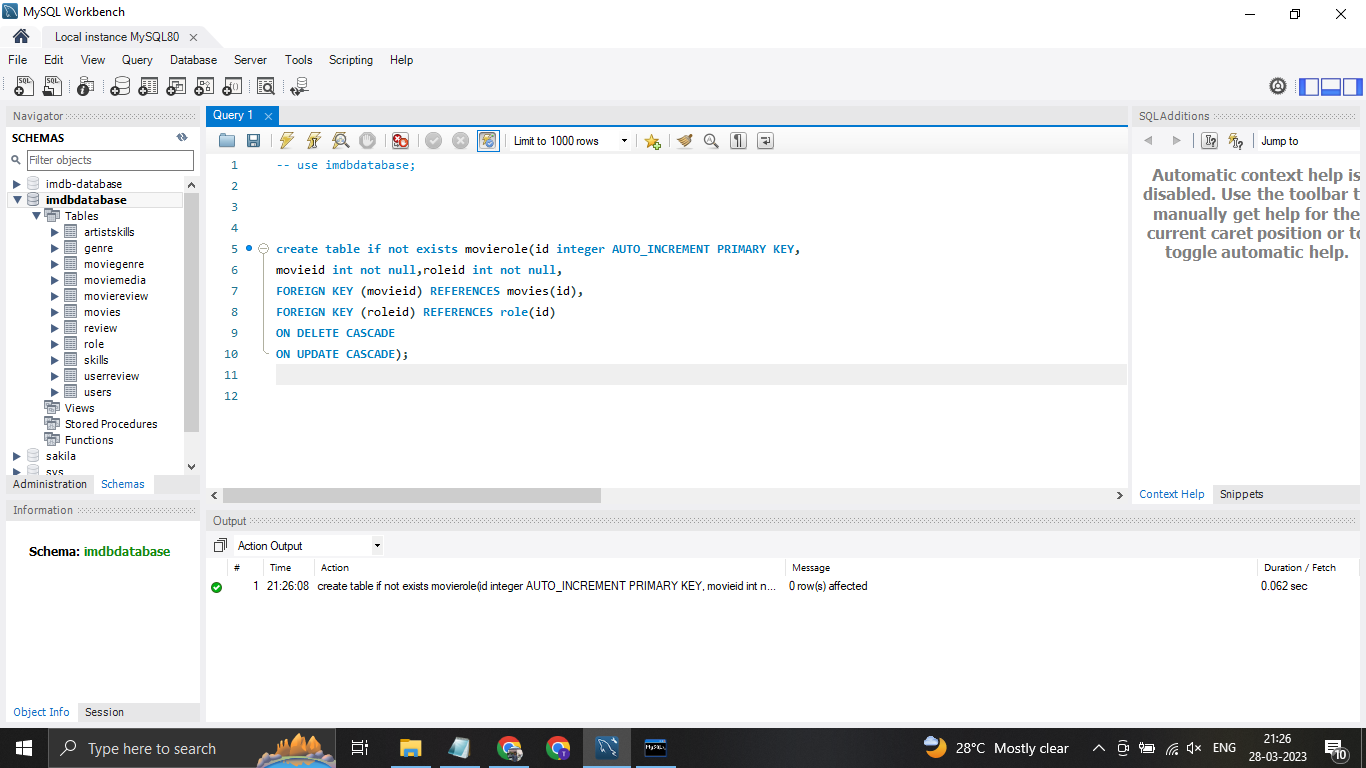 MySQL Workbench
Local instance MySQL80
File Edit View Query Database Server Tools Scripting Help
Navigator
SCHEMAS
Filter objects
imdb-database
imdbdatabase
Tables
artistskills
genre
moviegenre
moviemedia
moviereview
movies
review
role
skills
userreview
users
Views
Stored Procedures
Functions
sakila
sys
Administration Schemas
Information
Schema: imdbdatabase
Object Info Session
Query 1
Limit to 1000 rows
1 -- use imdbdatabase;
2
3
4
5 create table if not exists movierole(id integer AUTO_INCREMENT PRIMARY KEY,
6 movieid int not null,roleid int not null,
7 FOREIGN KEY (movieid) REFERENCES movies(id),
8 FOREIGN KEY (roleid) REFERENCES role(id)
9 ON DELETE CASCADE
10 ON UPDATE CASCADE);
11
12
SQLAdditions
Jump to
Automatic context help is
disabled. Use the toolbar t
manually get help for the
current caret position or to
toggle automatic help.
Context Help Snippets
Output
Action Output
# Time Action Message Duration / Fetch
1 21:26:08 create table if not exists movierole(id integer AUTO_INCREMENT PRIMARY KEY, movieid int n... 0 row(s) affected 0.062 sec
Type here to search
28°C Mostly clear
ENG
21:26
28-03-2023
10